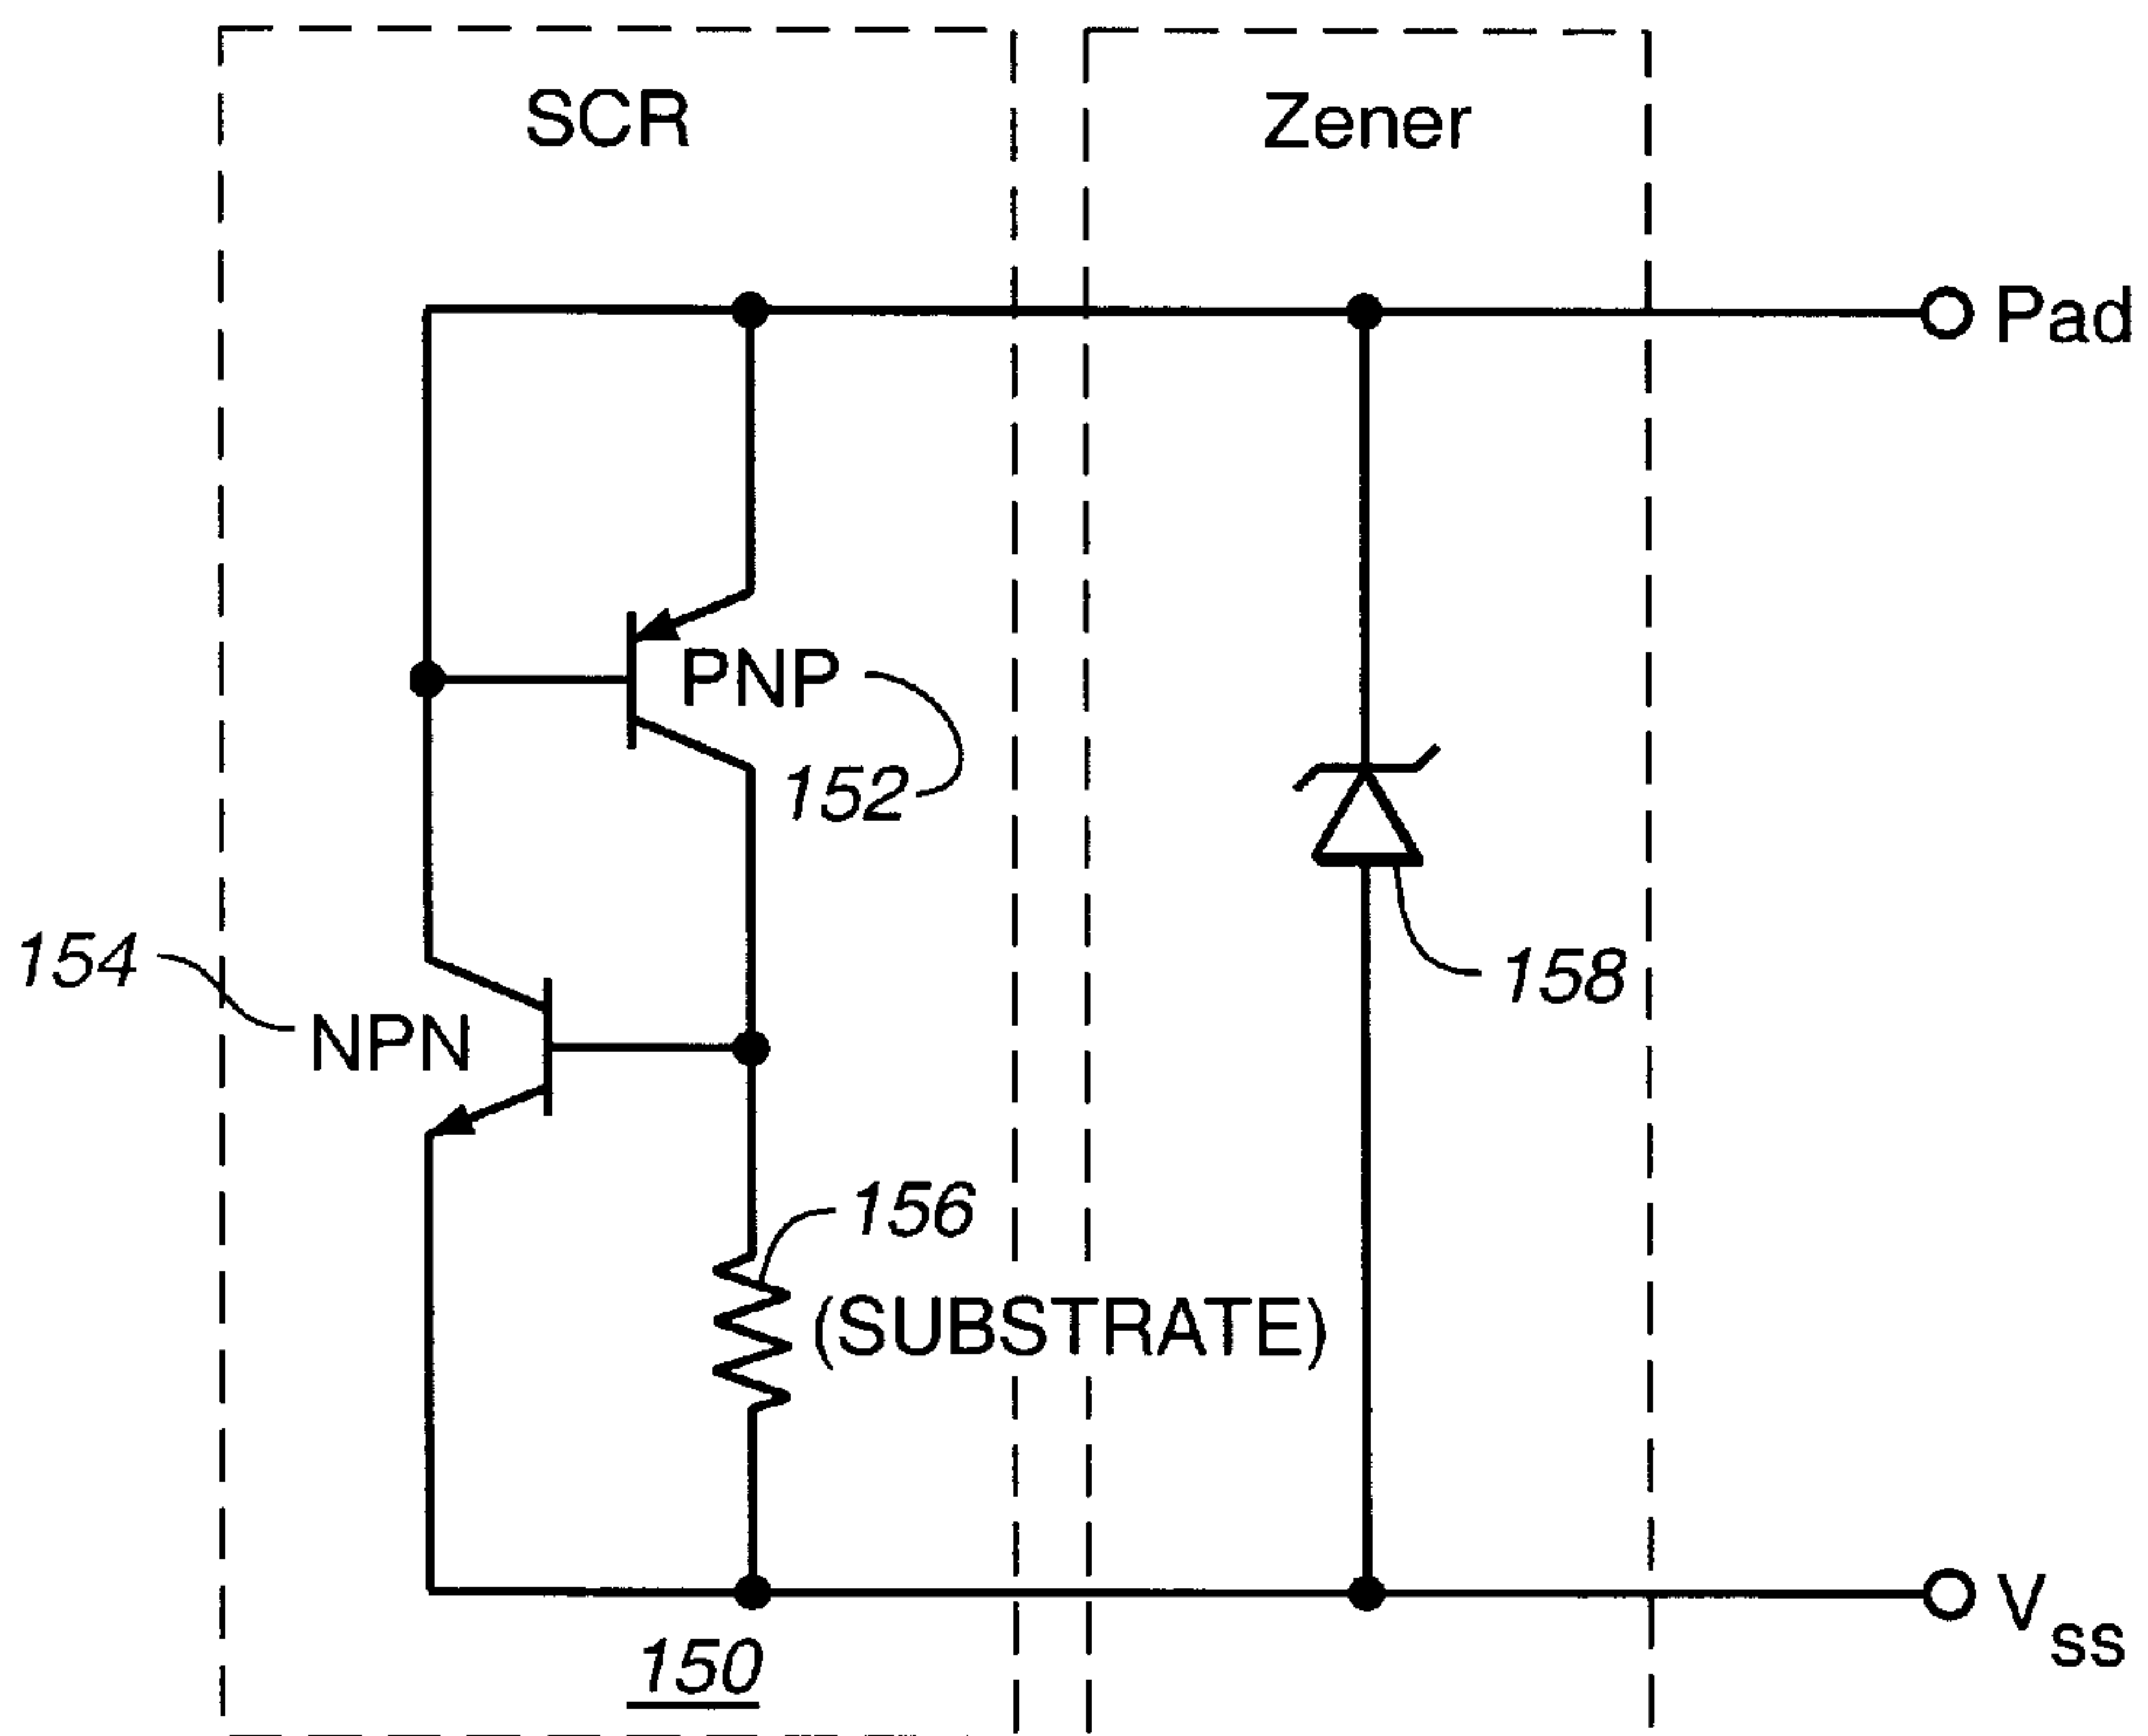 SCR
Zener
Pad
PNP
152
154
NPN
158
156
(SUBSTRATE)
150
Vss